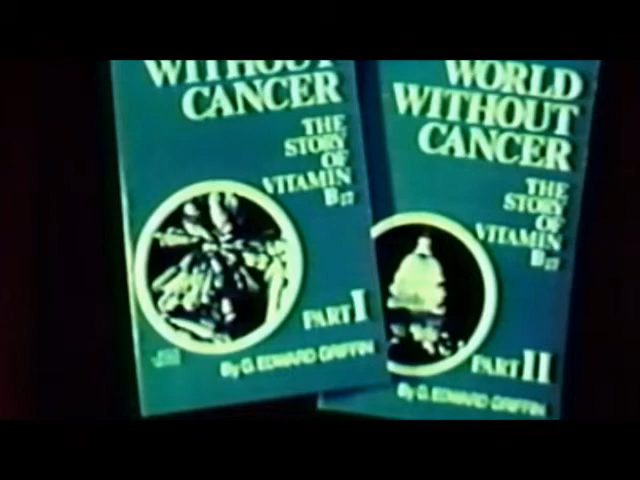 WITHOUT
CANCER
THE
STORY
OF
VITAMIN
B17
PART I
By G. EDWARD GRIFFIN
WORLD
WITHOUT
CANCER
THE
STORY
OF
VITAMIN
B17
PART II
By G. EDWARD GRIFFIN